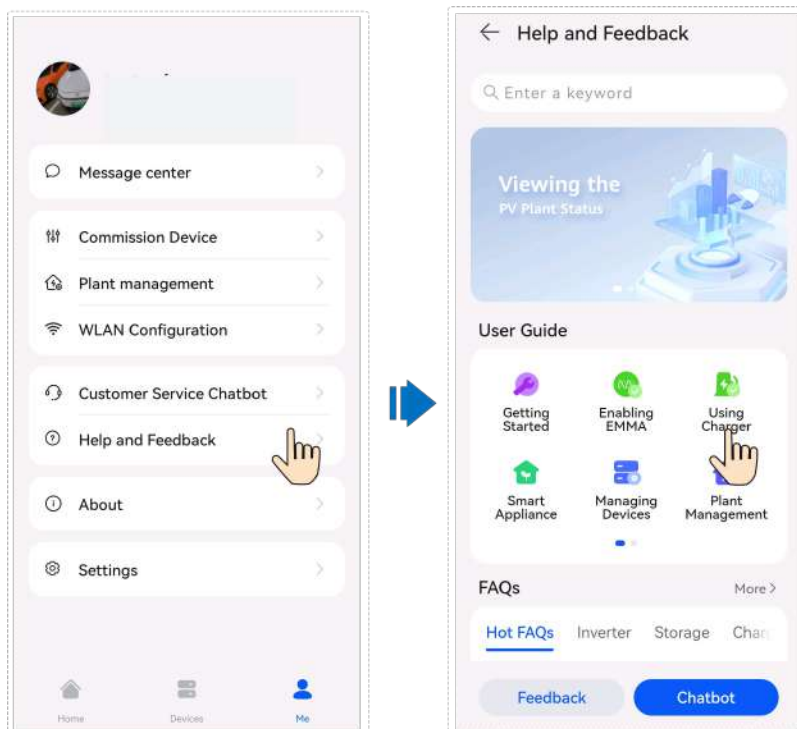 Message center
Commission Device
Plant management
WLAN Configuration
Customer Service Chatbot
Help and Feedback
About
Settings
Home
Devices
Me
Help and Feedback
Enter a keyword
Viewing the
PV Plant Status
User Guide
Getting
Started
Enabling
EMMA
Using
Charger
Smart
Appliance
Managing
Devices
Plant
Management
FAQs
More >
Hot FAQs
Inverter
Storage
Feedback
Chatbot